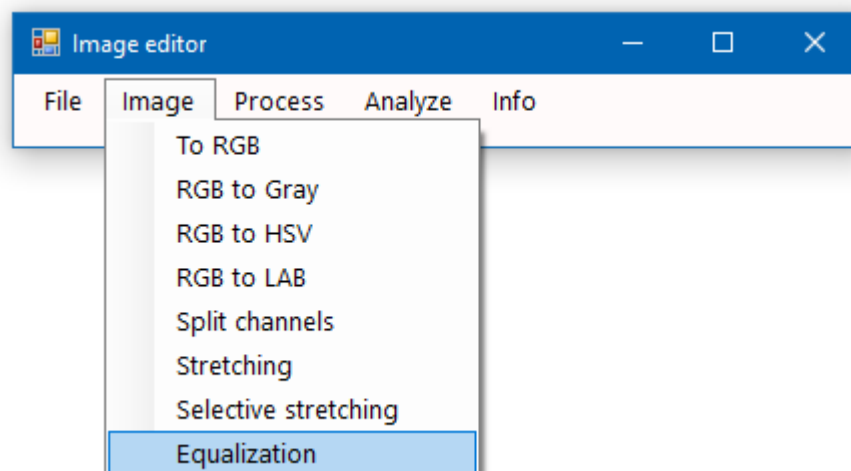 Image editor
File Image Process Analyze Info
To RGB
RGB to Gray
RGB to HSV
RGB to LAB
Split channels
Stretching
Selective stretching
Equalization